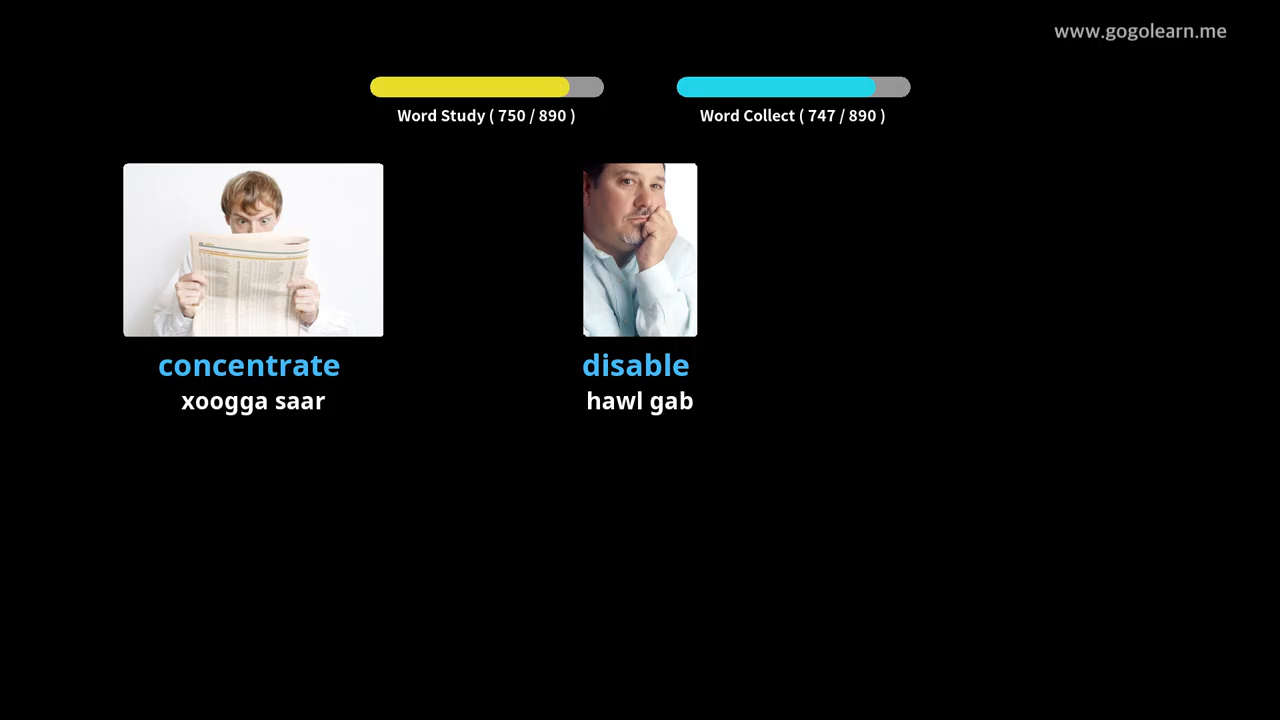 www.gogolearn.me
Word Study ( 750 / 890 )
Word Collect ( 747 / 890 )
concentrate
xoogga saar
disable
hawl gab